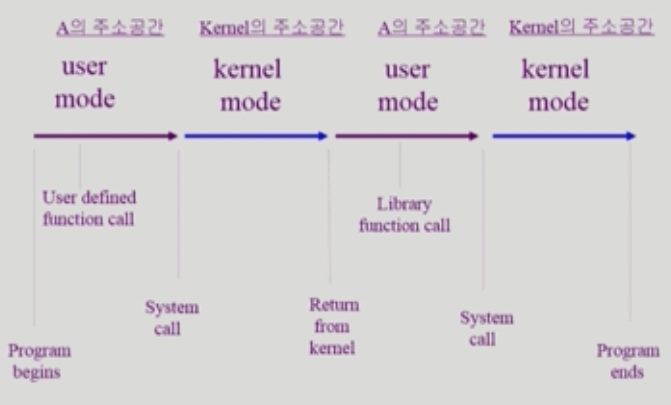 A의 주소공간
Kernel의 주소공간
A의 주소공간
Kernel의 주소공간
user
mode
kernel
mode
user
mode
kernel
mode
User defined
function call
Library
function call
System
call
Return
from
kernel
System
call
Program
begins
Program
ends